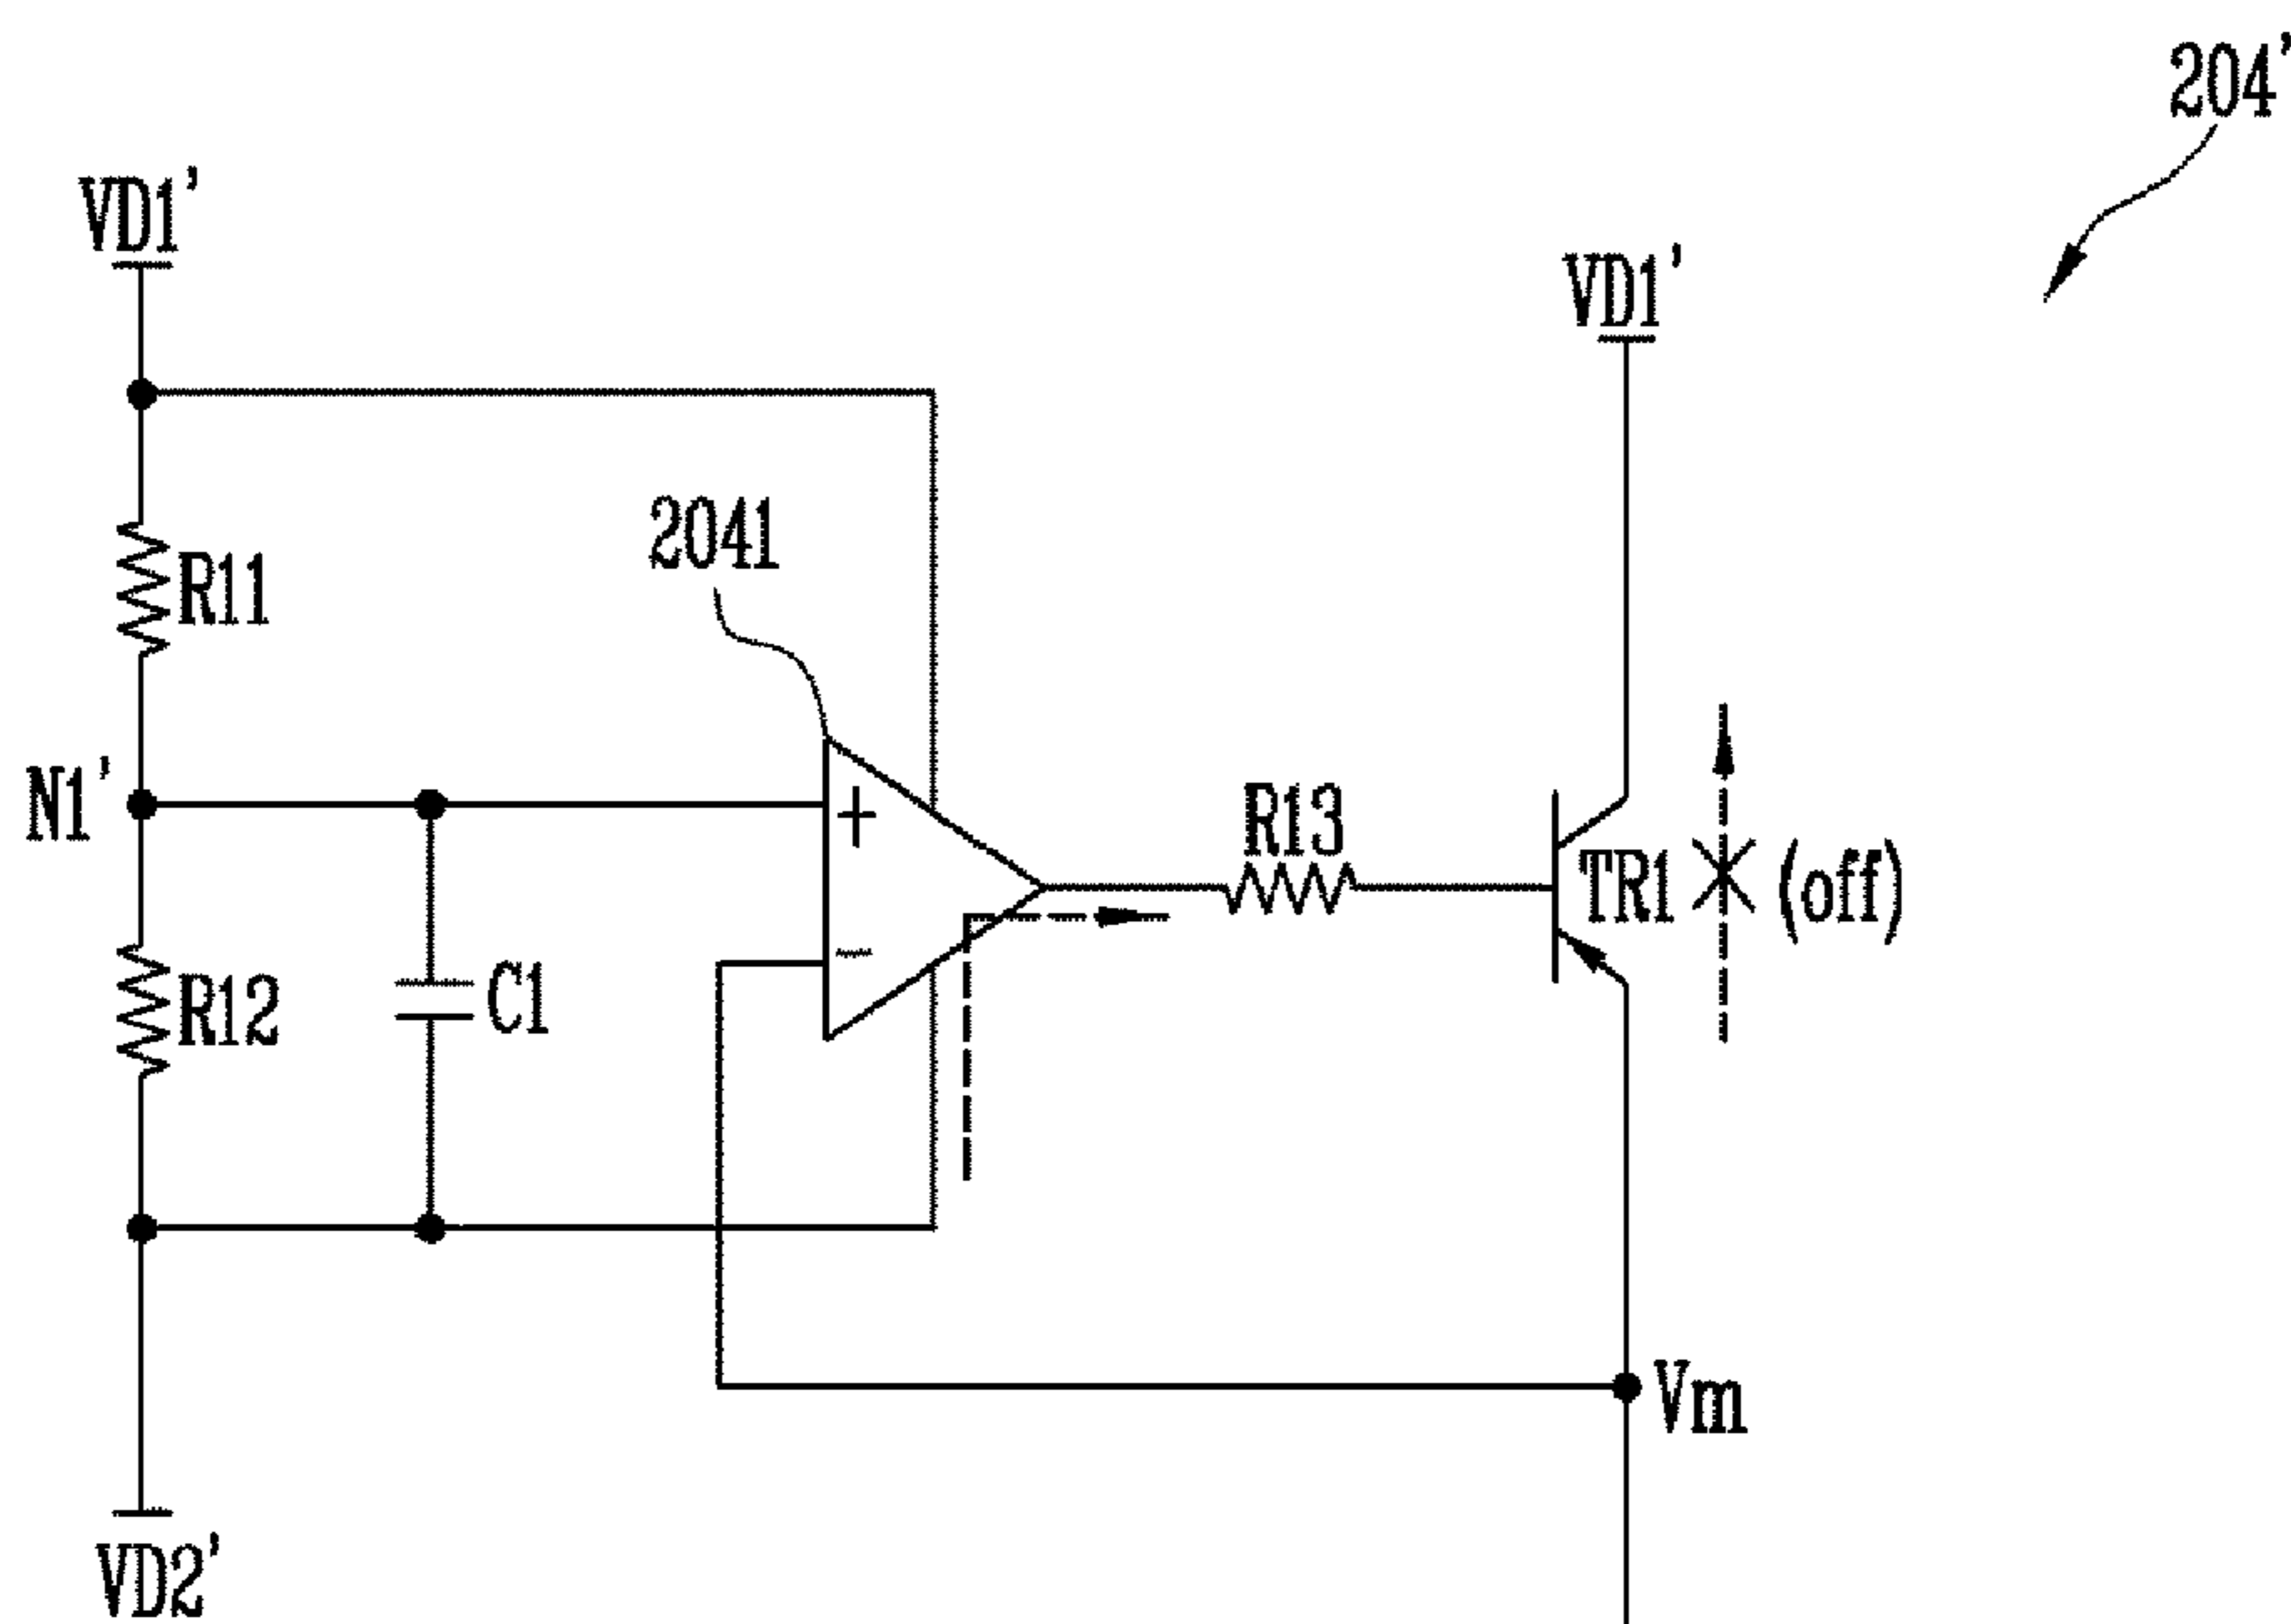 204'
VD1'
VD1'
2041
R11
N1'
+
R13
TR1
(off)
-
R12
C1
Vm
VD2'